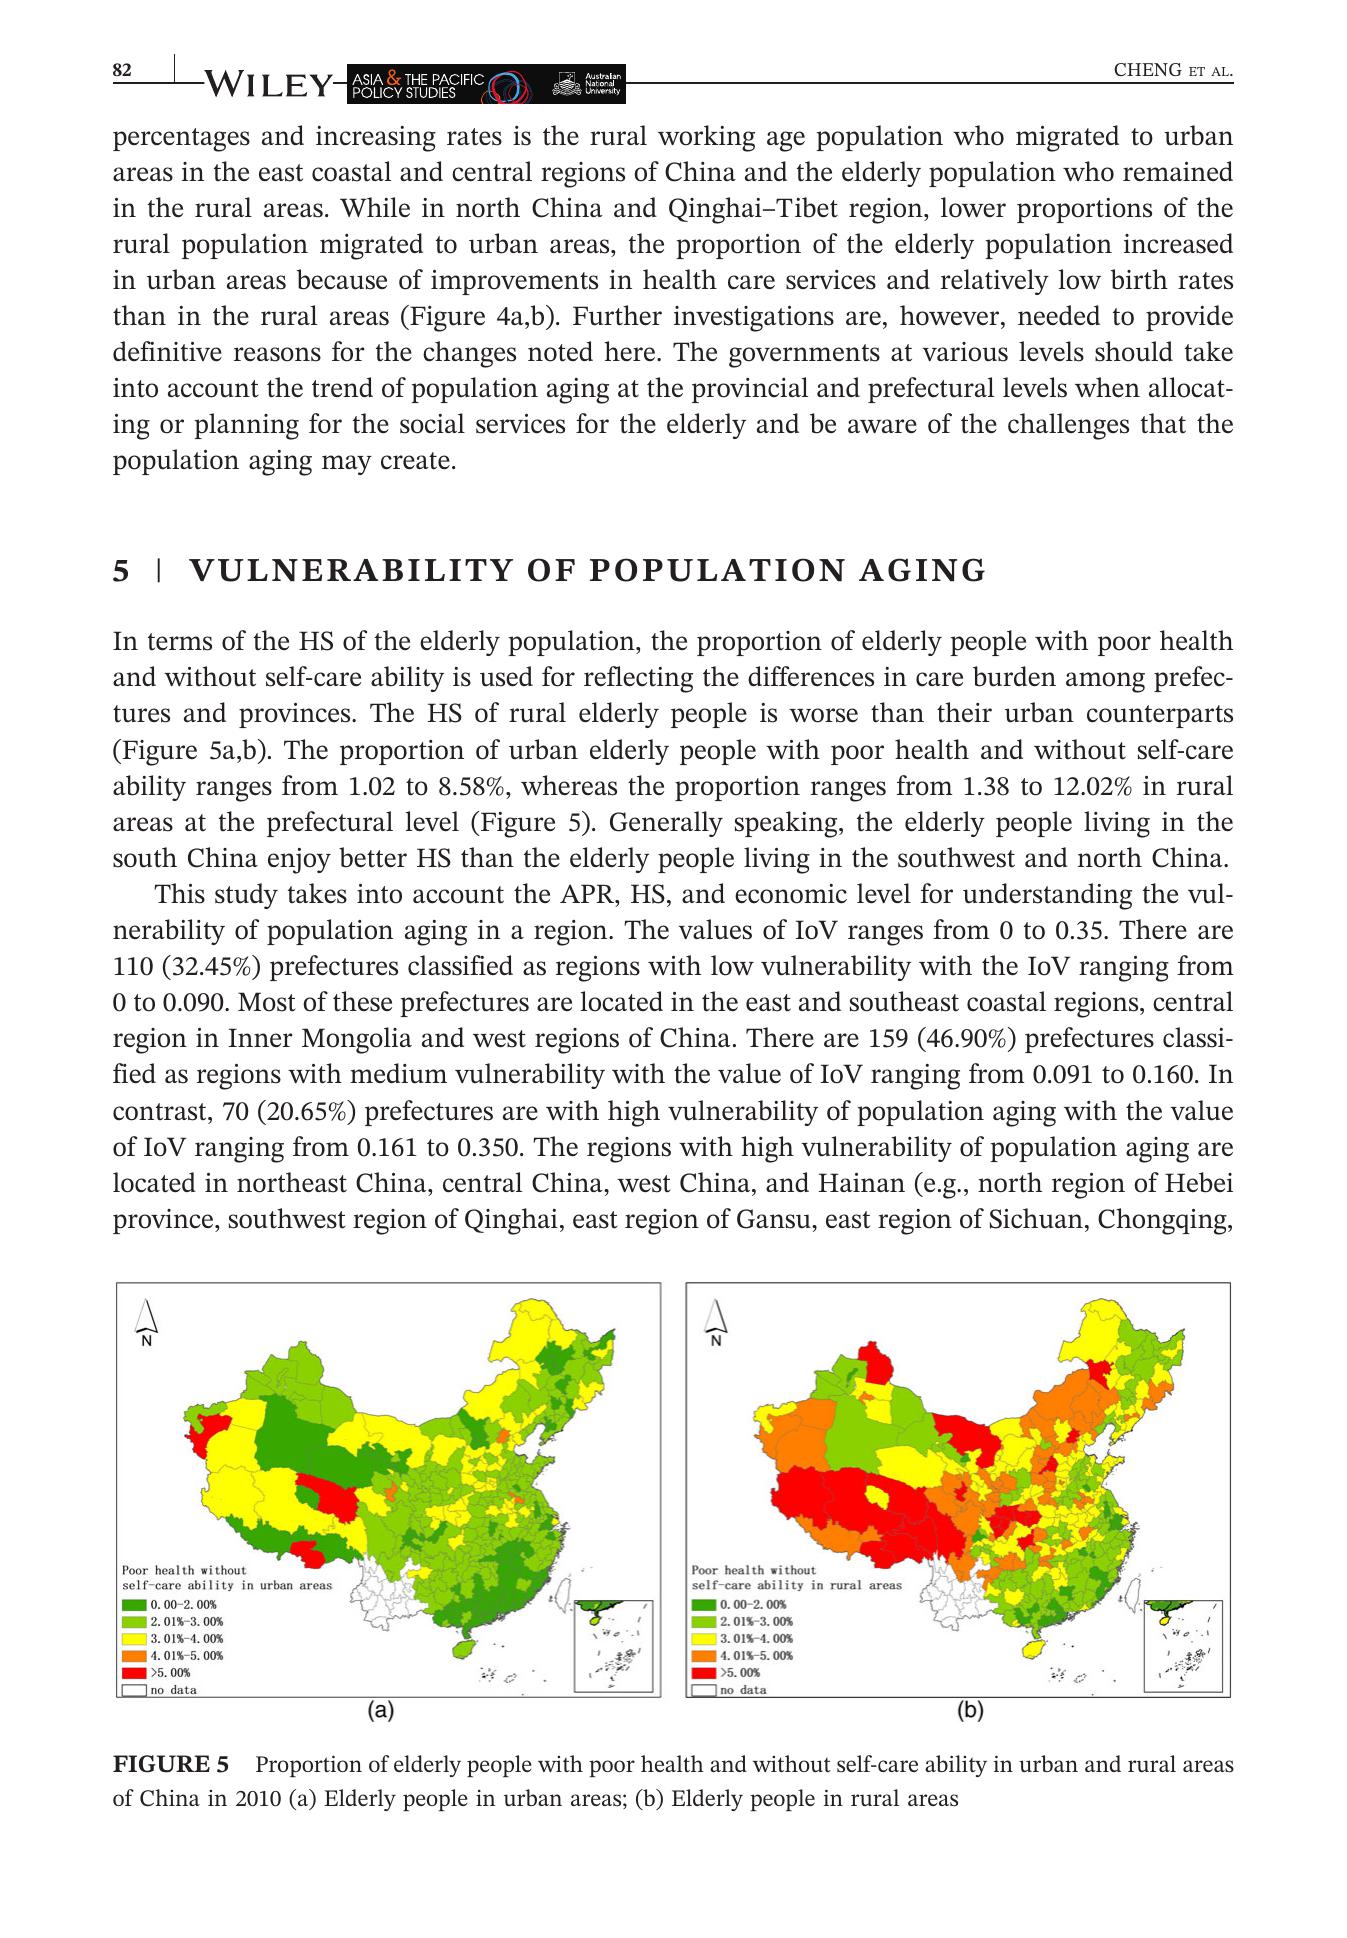 82
WILEY
ASIA & THE PACIFIC
POLICY STUDIES
Australian
National
University
CHENG ET AL.
percentages and increasing rates is the rural working age population who migrated to urban
areas in the east coastal and central regions of China and the elderly population who remained
in the rural areas. While in north China and Qinghai–Tibet region, lower proportions of the
rural population migrated to urban areas, the proportion of the elderly population increased
in urban areas because of improvements in health care services and relatively low birth rates
than in the rural areas (Figure 4a,b). Further investigations are, however, needed to provide
definitive reasons for the changes noted here. The governments at various levels should take
into account the trend of population aging at the provincial and prefectural levels when allocat-
ing or planning for the social services for the elderly and be aware of the challenges that the
population aging may create.
5 | VULNERABILITY OF POPULATION AGING
In terms of the HS of the elderly population, the proportion of elderly people with poor health
and without self-care ability is used for reflecting the differences in care burden among prefec-
tures and provinces. The HS of rural elderly people is worse than their urban counterparts
(Figure 5a,b). The proportion of urban elderly people with poor health and without self-care
ability ranges from 1.02 to 8.58%, whereas the proportion ranges from 1.38 to 12.02% in rural
areas at the prefectural level (Figure 5). Generally speaking, the elderly people living in the
south China enjoy better HS than the elderly people living in the southwest and north China.
This study takes into account the APR, HS, and economic level for understanding the vul-
nerability of population aging in a region. The values of IoV ranges from 0 to 0.35. There are
110 (32.45%) prefectures classified as regions with low vulnerability with the IoV ranging from
0 to 0.090. Most of these prefectures are located in the east and southeast coastal regions, central
region in Inner Mongolia and west regions of China. There are 159 (46.90%) prefectures classi-
fied as regions with medium vulnerability with the value of IoV ranging from 0.091 to 0.160. In
contrast, 70 (20.65%) prefectures are with high vulnerability of population aging with the value
of IoV ranging from 0.161 to 0.350. The regions with high vulnerability of population aging are
located in northeast China, central China, west China, and Hainan (e.g., north region of Hebei
province, southwest region of Qinghai, east region of Gansu, east region of Sichuan, Chongqing,
N
Poor health without
self-care ability in urban areas
0.00-2.00%
2.01%-3.00%
3.01%-4.00%
4.01%-5.00%
>5.00%
no data
(a)
N
Poor health without
self-care ability in rural areas
0.00-2.00%
2.01%-3.00%
3.01%-4.00%
4.01%-5.00%
>5.00%
no data
(b)
FIGURE 5 Proportion of elderly people with poor health and without self-care ability in urban and rural areas
of China in 2010 (a) Elderly people in urban areas; (b) Elderly people in rural areas